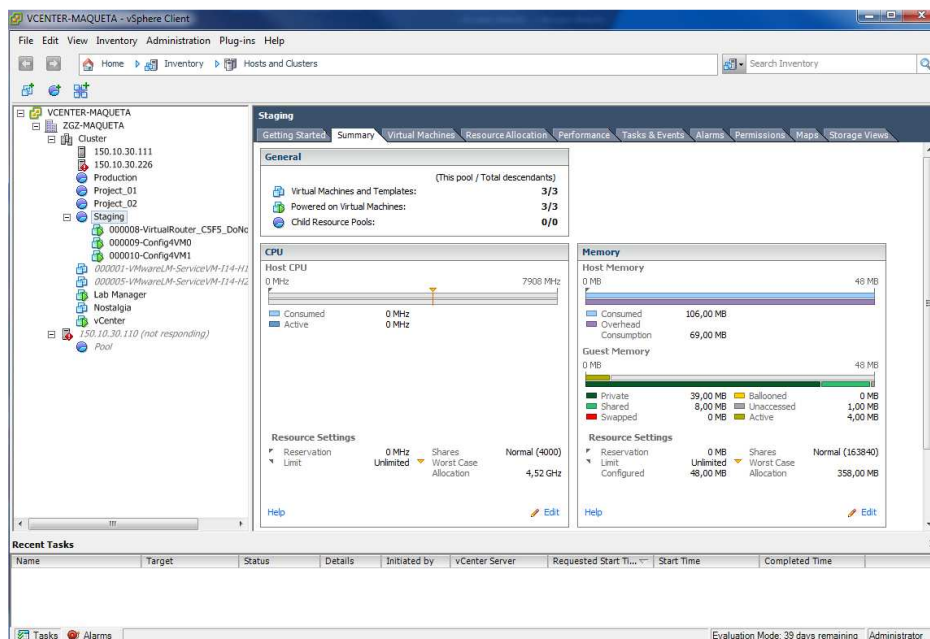 VCENTER-MAQUETA - vSphere Client
File Edit View Inventory Administration Plug-ins Help
Home Inventory Hosts and Clusters Search Inventory
VCENTER-MAQUETA
ZGZ-MAQUETA
Cluster
150.10.30.111
150.10.30.226
Production
Project_01
Project_02
Staging
000008-VirtualRouter_C5F5_DoNo
000009-Config4VM0
000010-Config4VM1
000001-VMwareLM-ServiceVM-I14-H1
000005-VMwareLM-ServiceVM-I14-H2
Lab Manager
Nostalgia
vCenter
150.10.30.110 (not responding)
Pool
Staging
Getting Started Summary Virtual Machines Resource Allocation Performance Tasks & Events Alarms Permissions Maps Storage Views
General
(This pool / Total descendants)
Virtual Machines and Templates: 3/3
Powered on Virtual Machines: 3/3
Child Resource Pools: 0/0
CPU
Host CPU
0 MHz 7908 MHz
Consumed 0 MHz
Active 0 MHz
Resource Settings
Reservation 0 MHz Shares Normal (4000)
Limit Unlimited Worst Case
Allocation 4,52 GHz
Help Edit
Memory
Host Memory
0 MB 48 MB
Consumed 106,00 MB
Overhead
Consumption 69,00 MB
Guest Memory
0 MB 48 MB
Private 39,00 MB Ballooned 0 MB
Shared 8,00 MB Unaccessed 1,00 MB
Swapped 0 MB Active 4,00 MB
Resource Settings
Reservation 0 MB Shares Normal (163840)
Limit Unlimited Worst Case
Configured 48,00 MB Allocation 358,00 MB
Help Edit
Recent Tasks
Name Target Status Details Initiated by vCenter Server Requested Start Ti... Start Time Completed Time
Tasks Alarms Evaluation Mode: 39 days remaining Administrator